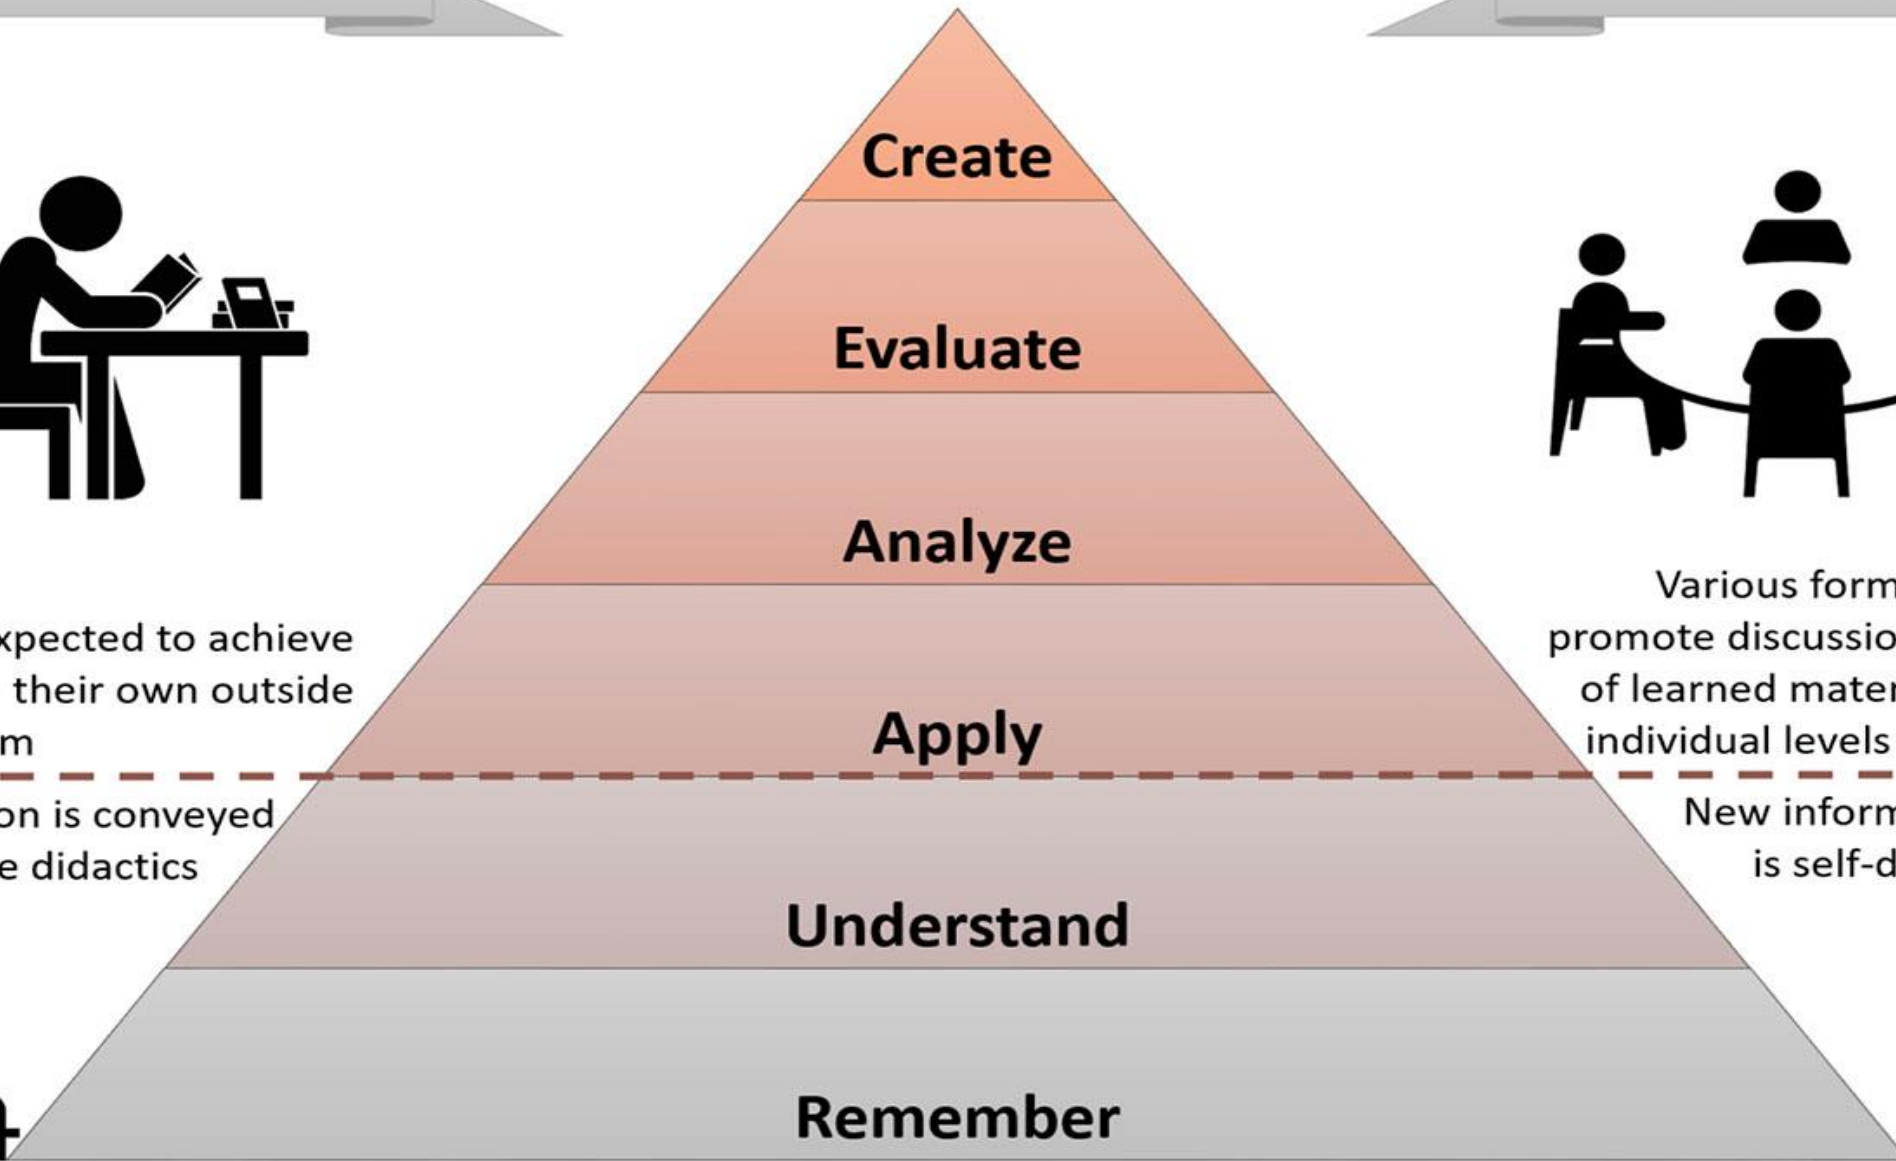 Create
Evaluate
Analyze
Apply
Understand
Remember
xpected to achieve
their own outside
m
on is conveyed
e didactics
Various form
promote discussio
of learned mater
individual levels
New inform
is self-d